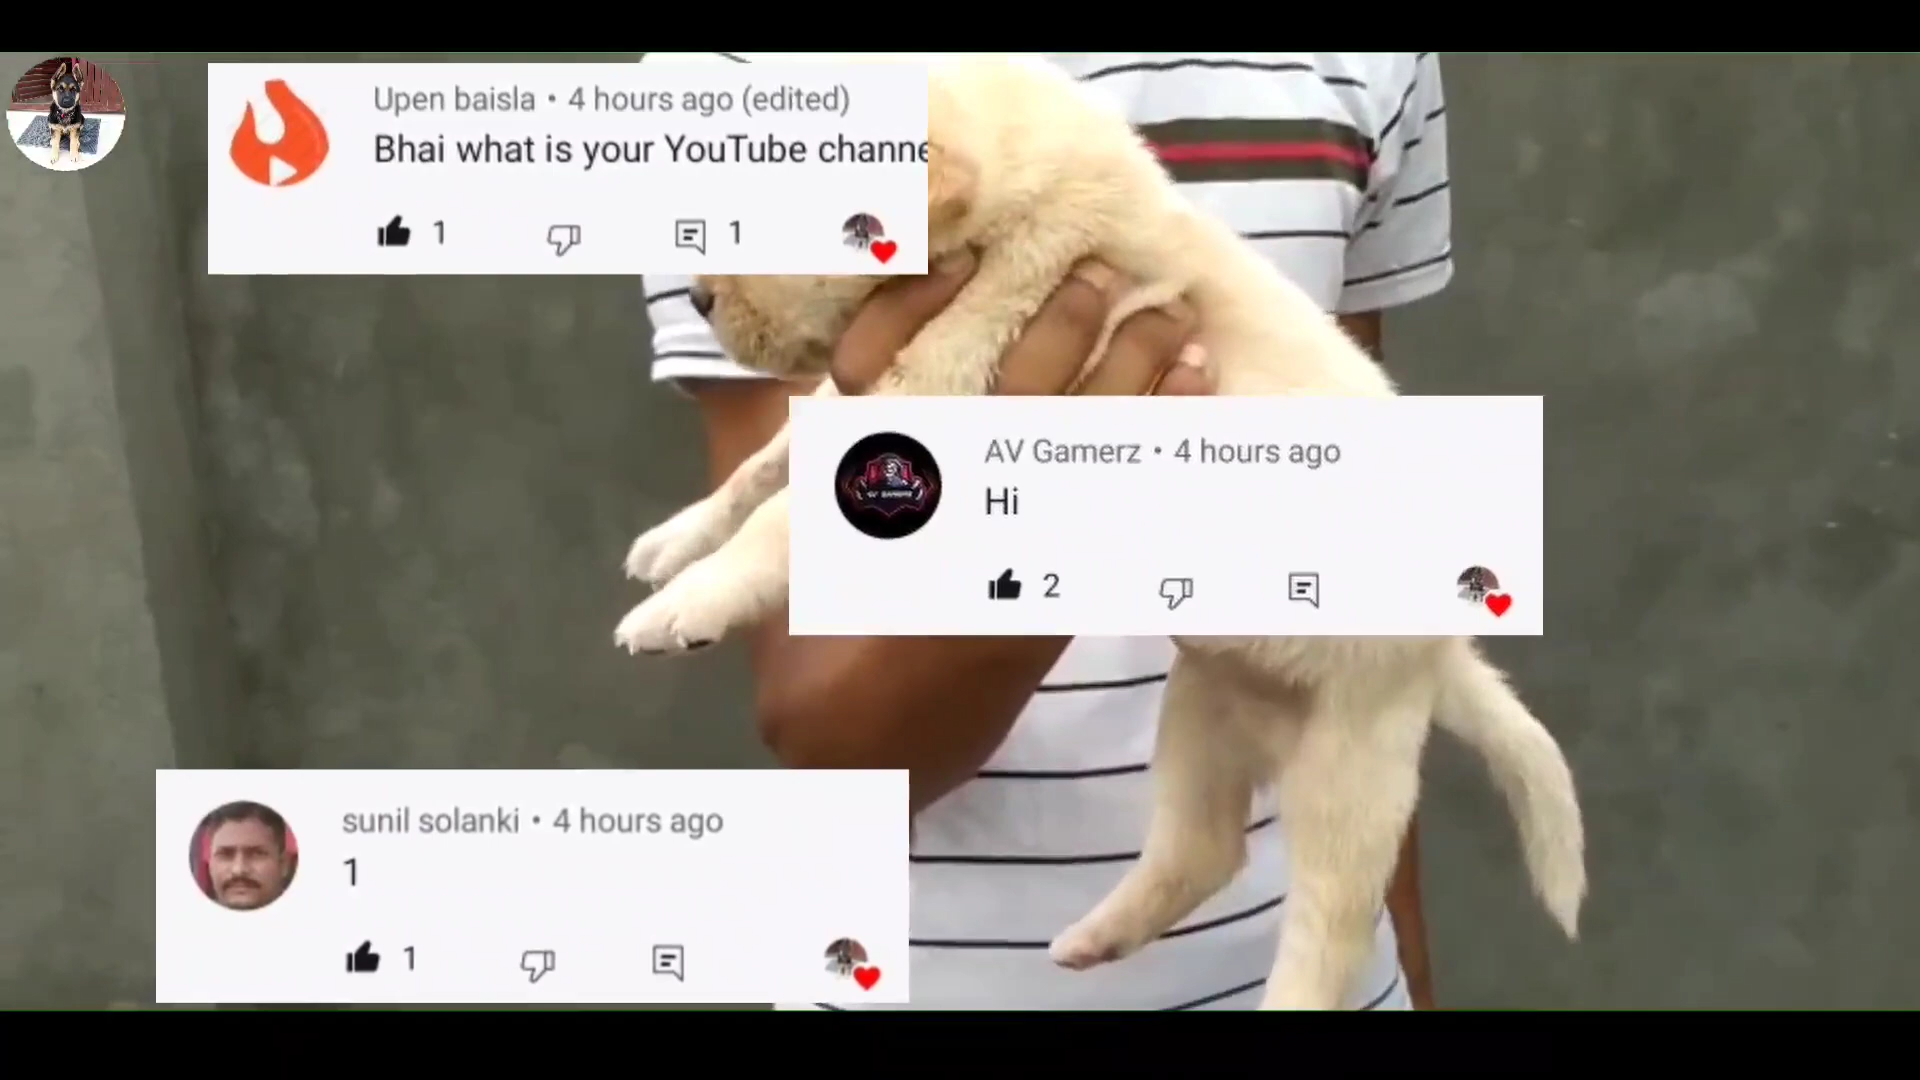 Upen baisla • 4 hours ago (edited)
Bhai what is your YouTube channe
1 1
AV Gamerz • 4 hours ago
Hi
2
sunil solanki • 4 hours ago
1
1